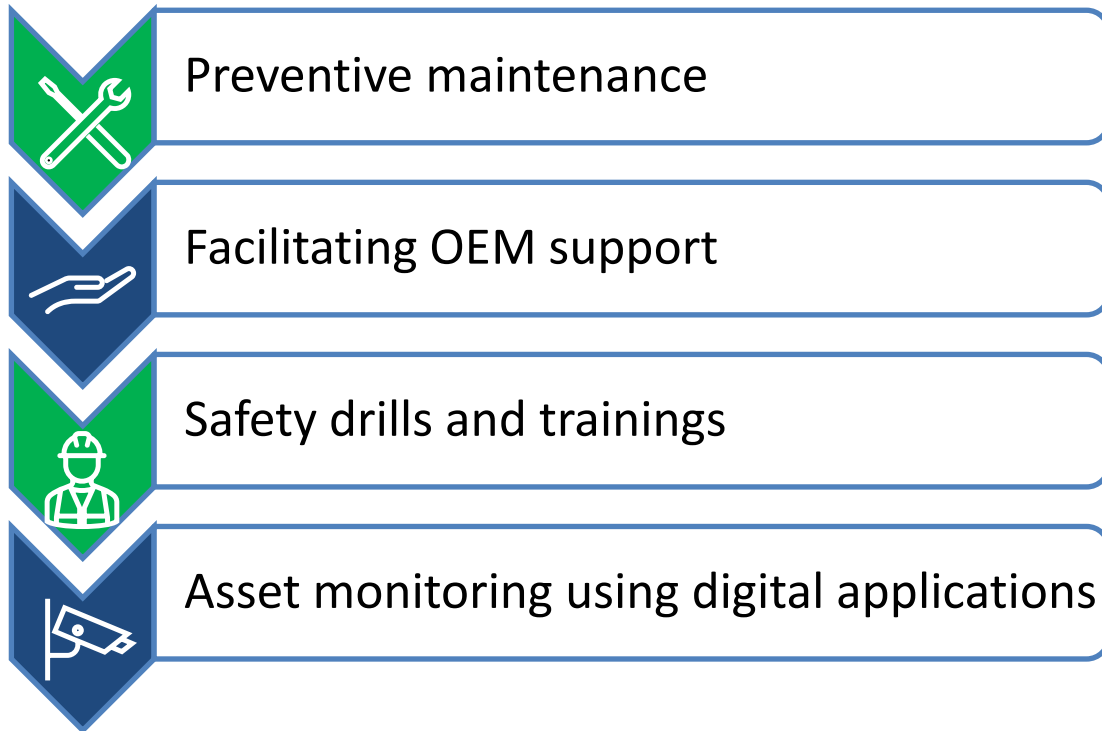 Preventive maintenance
Facilitating OEM support
Safety drills and trainings
Asset monitoring using digital applications